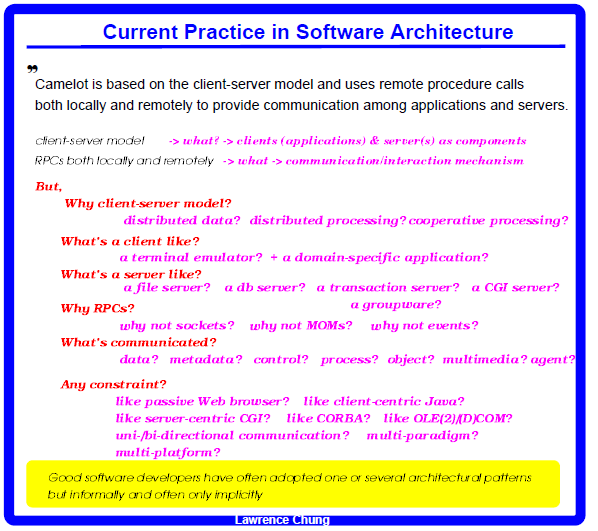 Current Practice in Software Architecture
”
Camelot is based on the client-server model and uses remote procedure calls
both locally and remotely to provide communication among applications and servers.
client-server model -> what? -> clients (applications) & server(s) as components
RPCs both locally and remotely -> what -> communication/interaction mechanism
But,
Why client-server model?
distributed data? distributed processing? cooperative processing?
What's a client like?
a terminal emulator? + a domain-specific application?
What's a server like?
a file server? a db server? a transaction server? a CGI server?
a groupware?
Why RPCs?
why not sockets? why not MOMs? why not events?
What's communicated?
data? metadata? control? process? object? multimedia? agent?
Any constraint?
like passive Web browser? like client-centric Java?
like server-centric CGI? like CORBA? like OLE(2)/(D)COM?
uni-/bi-directional communication? multi-paradigm?
multi-platform?
Good software developers have often adopted one or several architectural patterns
but informally and often only implicitly
Lawrence Chung